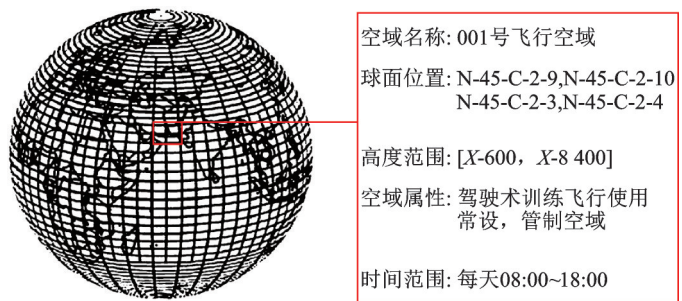 空域名称: 001号飞行空域
球面位置: N-45-C-2-9,N-45-C-2-10
N-45-C-2-3,N-45-C-2-4
高度范围: [X-600，X-8 400]
空域属性: 驾驶术训练飞行使用
常设，管制空域
时间范围: 每天08:00~18:00